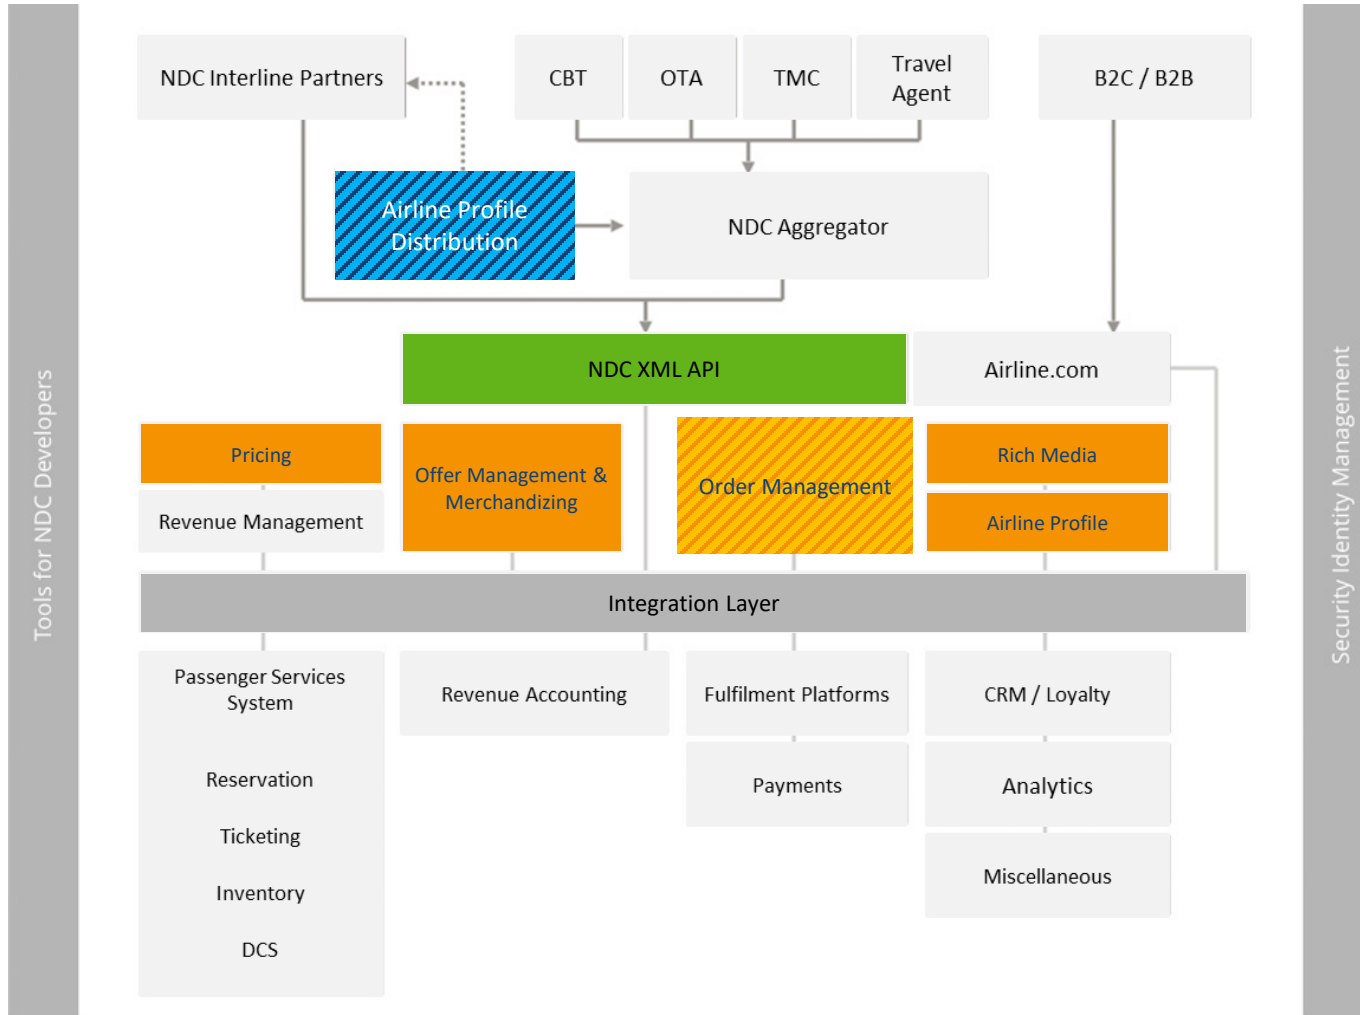 NDC Interline Partners
CBT
OTA
TMC
Travel
Agent
B2C / B2B
Airline Profile
Distribution
NDC Aggregator
NDC XML API
Airline.com
Pricing
Revenue Management
Offer Management &
Merchandizing
Order Management
Rich Media
Airline Profile
Integration Layer
Passenger Services
System
Reservation
Ticketing
Inventory
DCS
Revenue Accounting
Fulfilment Platforms
Payments
CRM / Loyalty
Analytics
Miscellaneous
Tools for NDC Developers
Security Identity Management